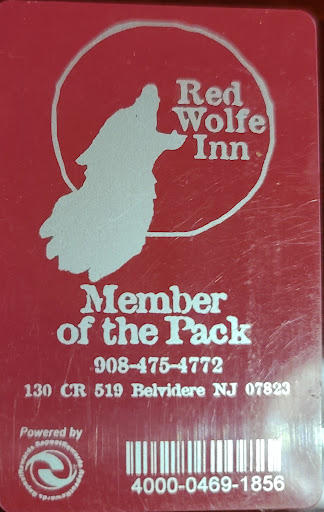 Red
Wolfe
Inn
Member
of the Pack
908-475-4772
130 CR 519 Belvidere NJ 07823
Powered by
4000-0469-1856